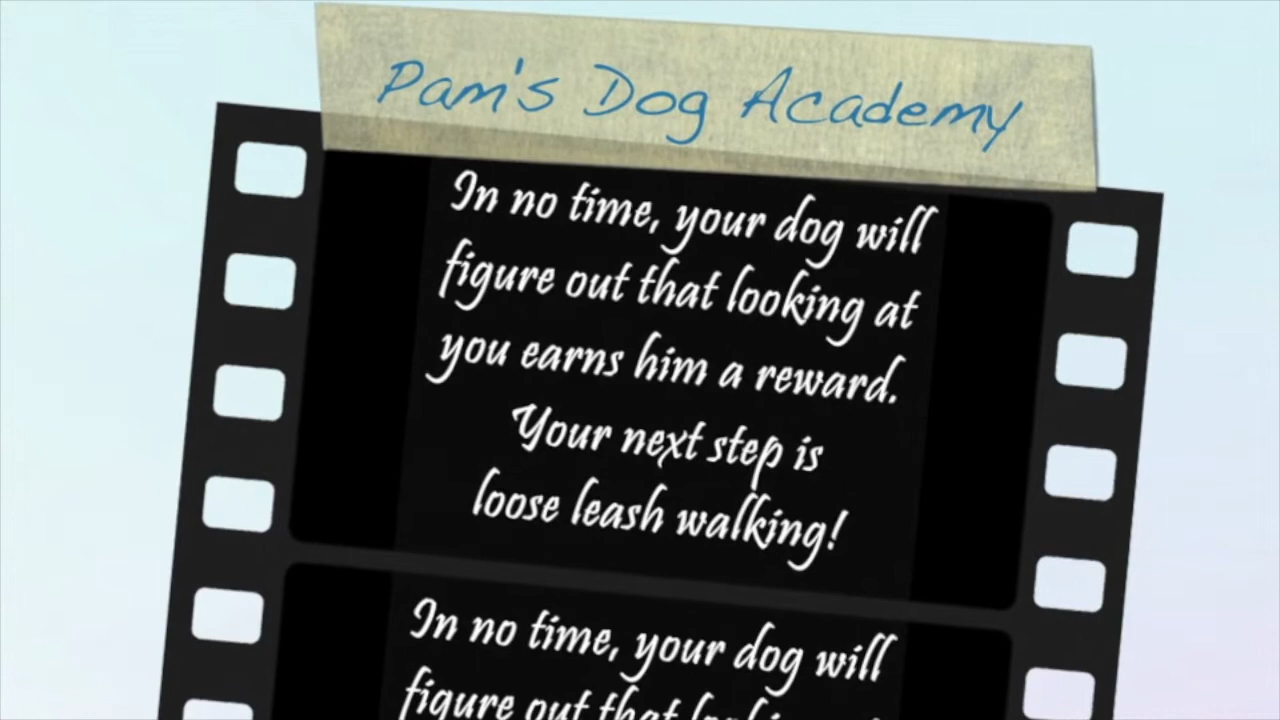 Pam's Dog Academy
In no time, your dog will
figure out that looking at
you earns him a reward.
Your next step is
loose leash walking!
In no time, your dog will
figure out that